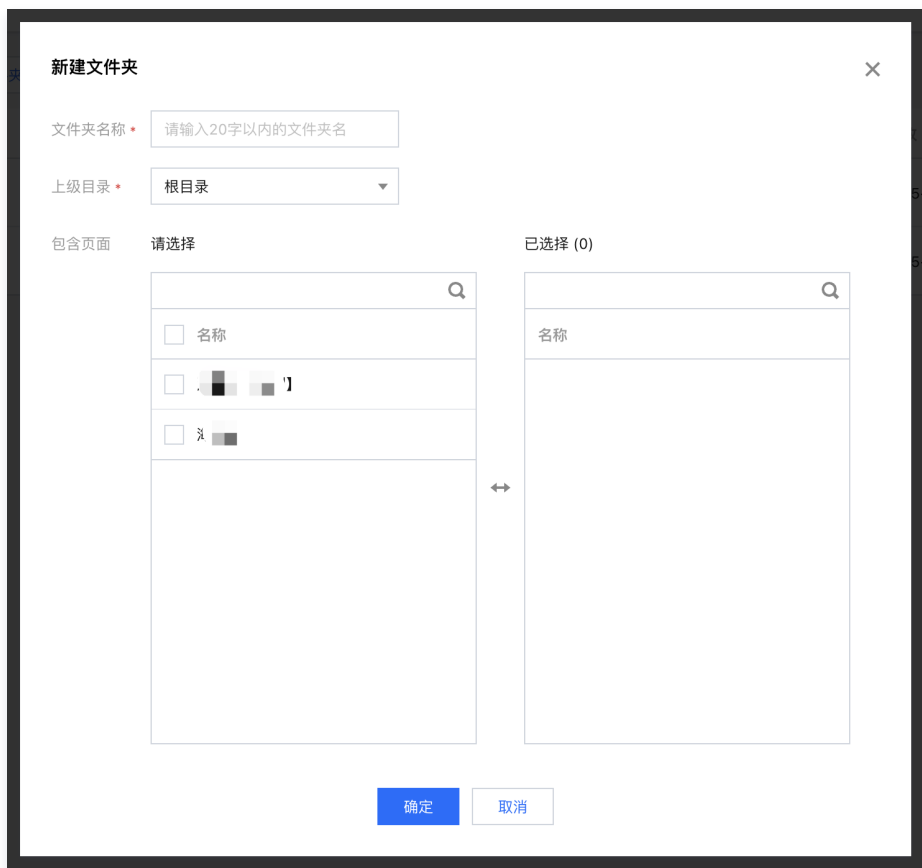 新建文件夹
文件夹名称 *
请输入20字以内的文件夹名
上级目录 *
根目录
包含页面
请选择
已选择 (0)
名称
名称
】
确定
取消